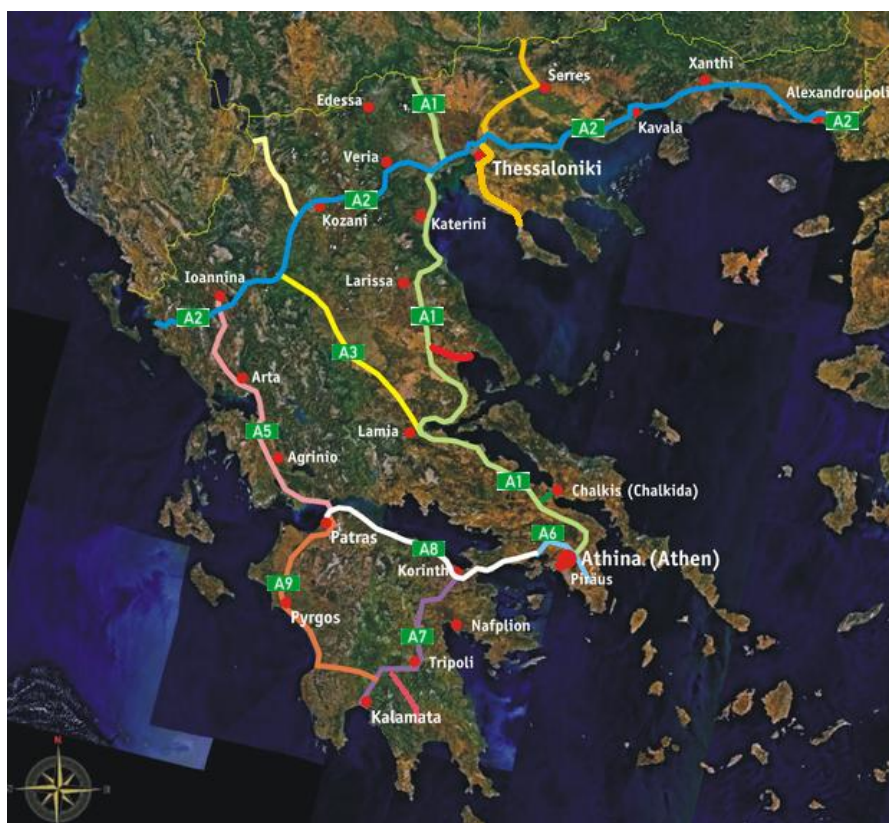 Xanthi
Serres
Alexandroupoli
Edessa
A1
A2
A2
Kavala
Veria
Thessaloniki
A2
Kozani
Katerini
Ioannina
Larissa
A2
A1
A3
Arta
A5
Lamia
Agrinio
A1
Chalkis (Chalkida)
Patras
A6
A8
Athina (Athen)
Korinth
Piräus
A9
Pyrgos
Nafplion
A7
Tripoli
Kalamata
N